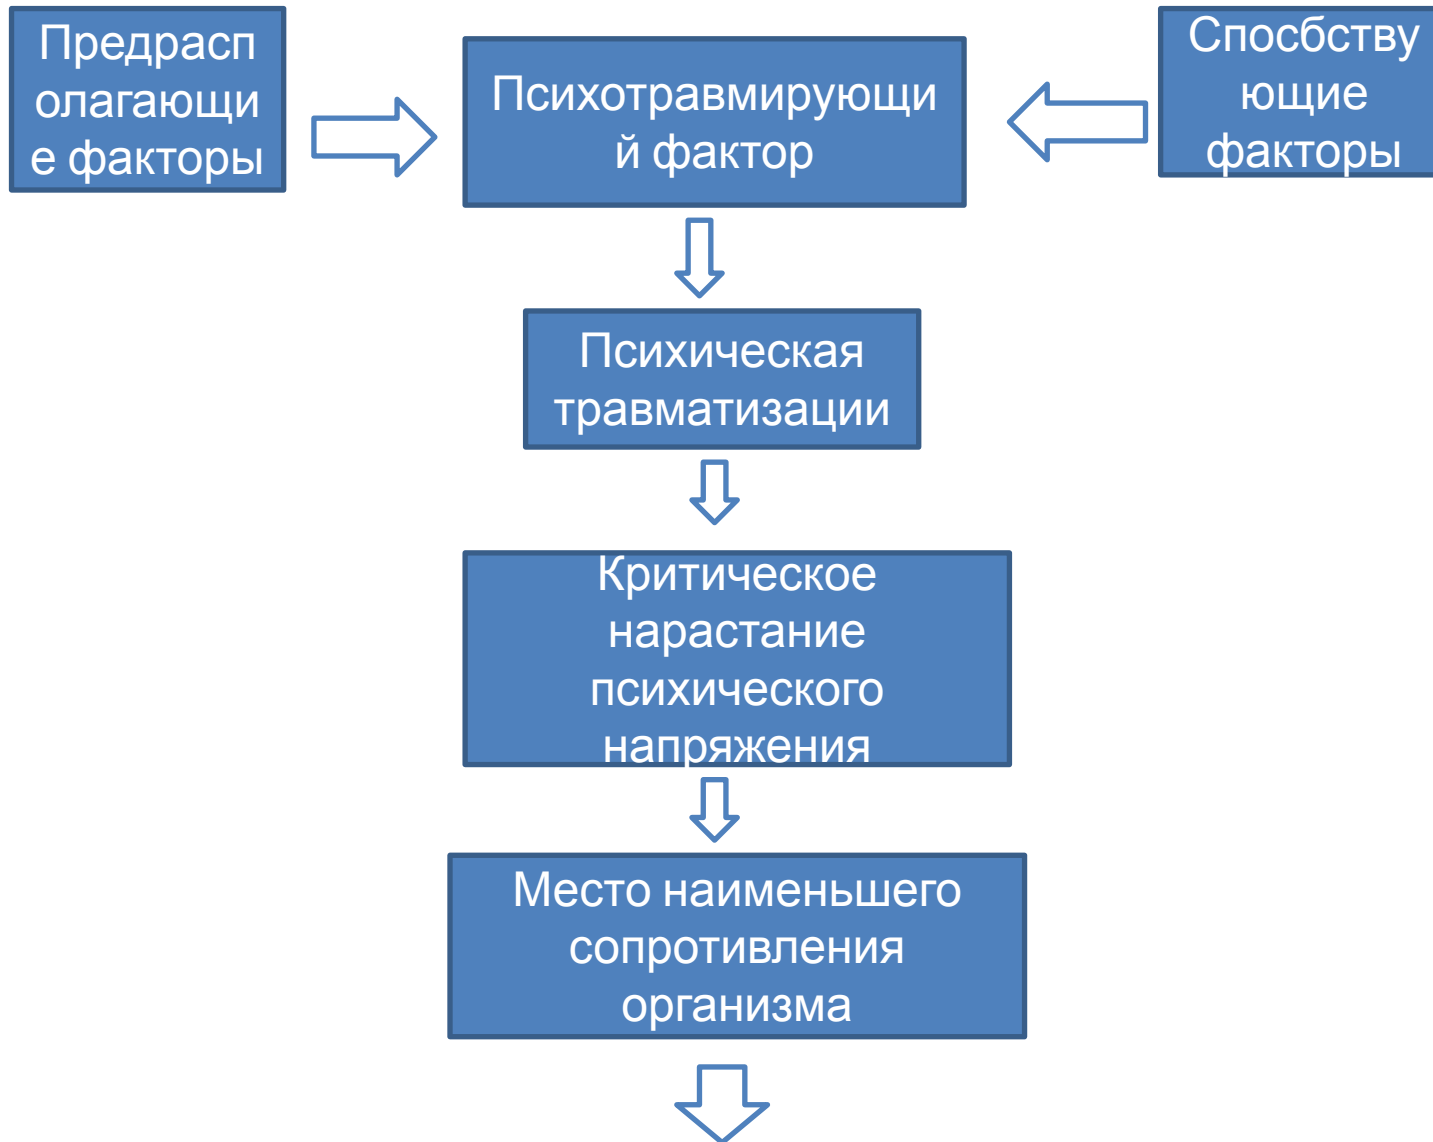 Предрасп
олагающи
е факторы
Психотравмирующи
й фактор
Спосбству
ющие
факторы
Психическая
травматизации
Критическое
нарастание
психического
напряжения
Место наименьшего
сопротивления
организма